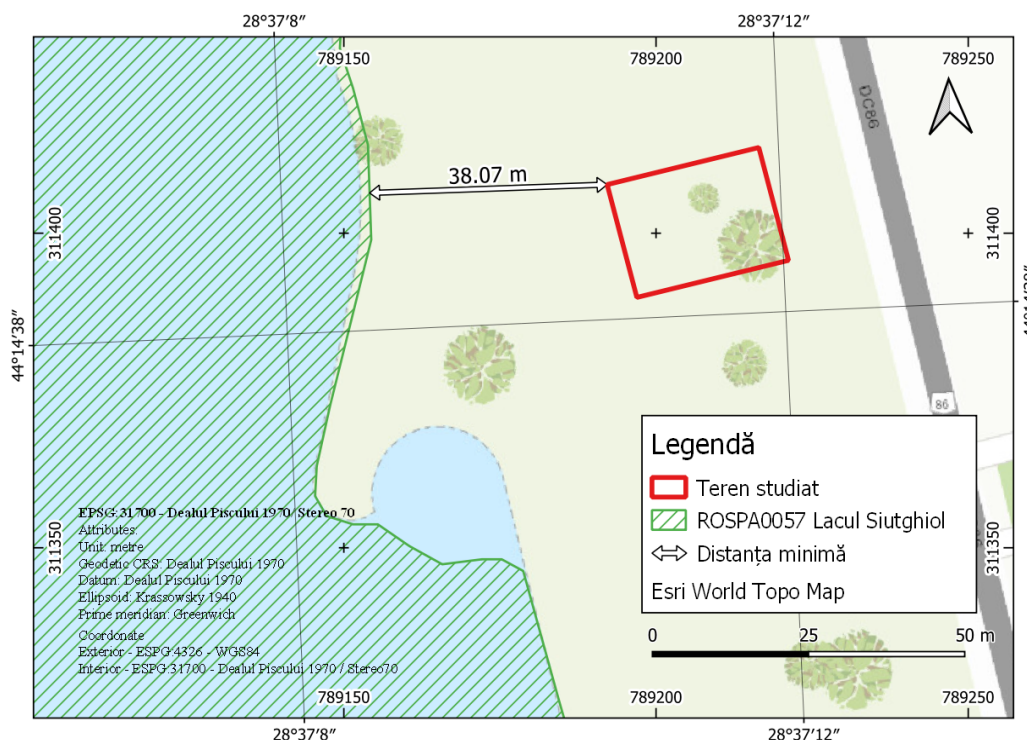 28°37'8"
28°37'12"
789150
789200
789250
DC86
38.07 m
311400
311400
44°14'38"
86
Legendă
Teren studiat
ROSPA0057 Lacul Siutghiol
Distanța minimă
Esri World Topo Map
EPSG:31700 - Dealul Piscului 1970/ Stereo 70
Attributes:
Unit: metre
Geodetic CRS: Dealul Piscului 1970
Datum: Dealul Piscului 1970
Ellipsoid: Krassowsky 1940
Prime meridian: Greenwich
Coordonate
Exterior - ESPG:4326 - WGS84
Interior - ESPG:31700 - Dealul Piscului 1970 / Stereo70
311350
311350
0
25
50 m
789150
789200
789250
28°37'8"
28°37'12"